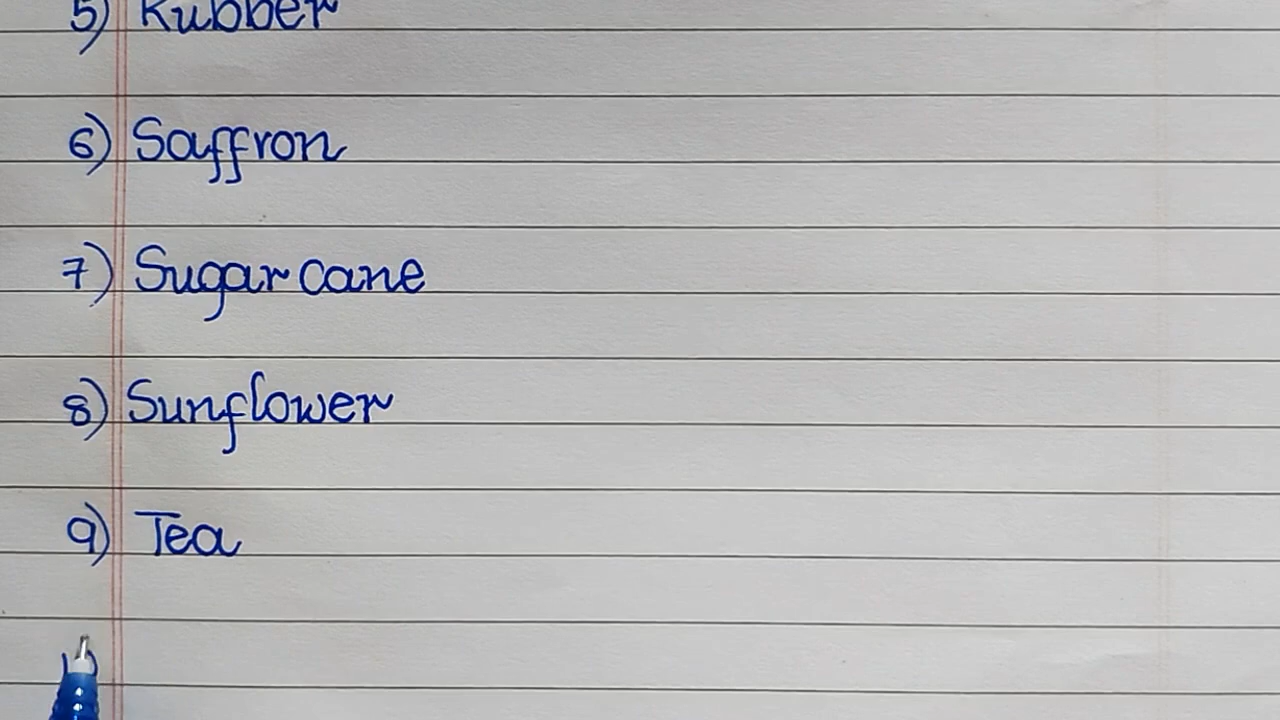 5) Rubber
6) Saffron
7) Sugar cane
8) Sunflower
9) Tea